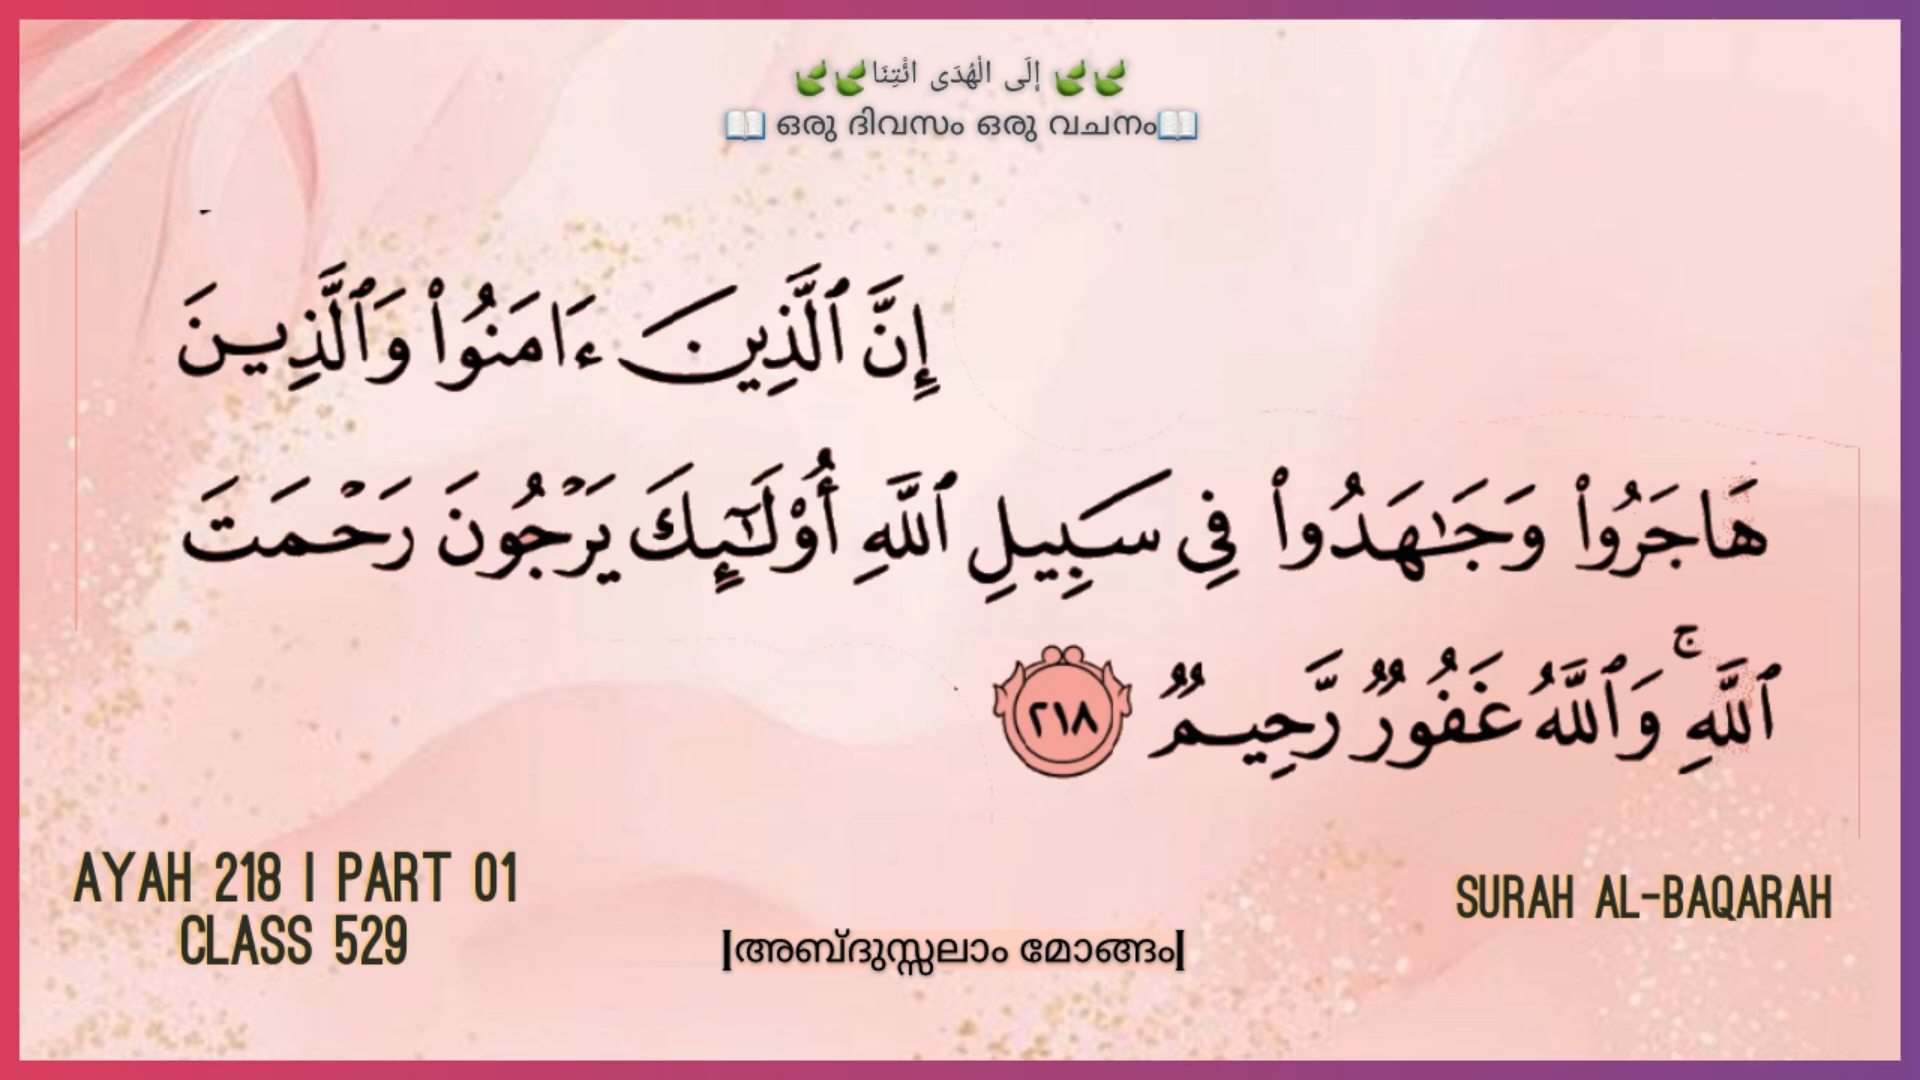 🍃🍃إلَى الْهُدَى ائْتِنَا 🍃🍃
📖 ഒരു ദിവസം ഒരു വചനം📖
إِنَّ ٱلَّذِينَ ءَامَنُوا۟ وَٱلَّذِينَ
هَاجَرُوا۟ وَجَـٰهَدُوا۟ فِى سَبِيلِ ٱللَّهِ أُو۟لَـٰٓئِكَ يَرْجُونَ رَحْمَتَ
ٱللَّهِ ۚ وَٱللَّهُ غَفُورٌ رَّحِيمٌ ٢١٨
AYAH 218 | PART 01
CLASS 529
SURAH AL-BAQARAH
[അബ്ദുസ്സലാം മോങ്ങം]